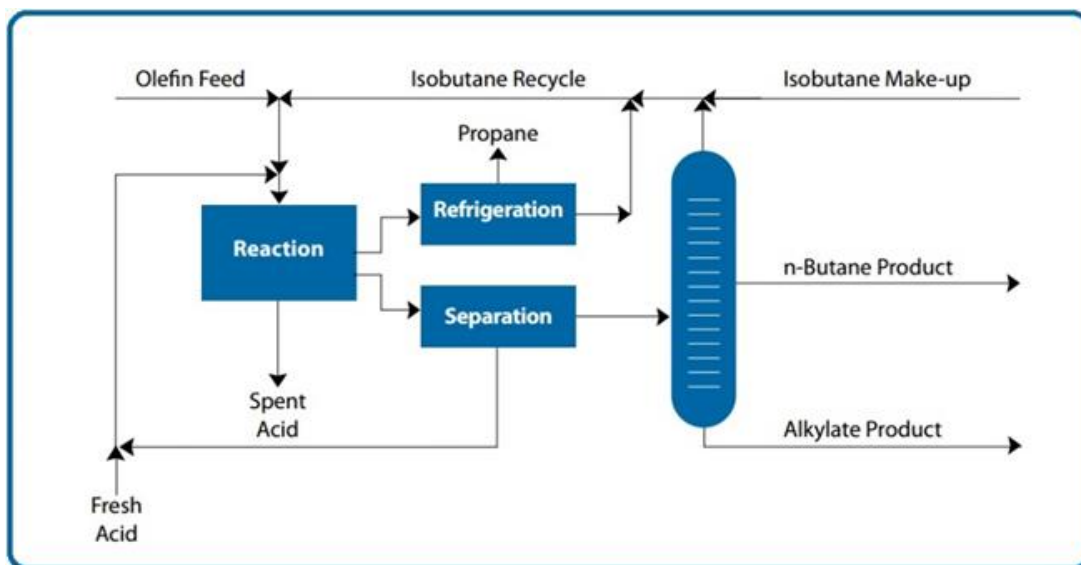 Olefin Feed
Isobutane Recycle
Isobutane Make-up
Propane
Refrigeration
Reaction
n-Butane Product
Separation
Spent
Acid
Alkylate Product
Fresh
Acid